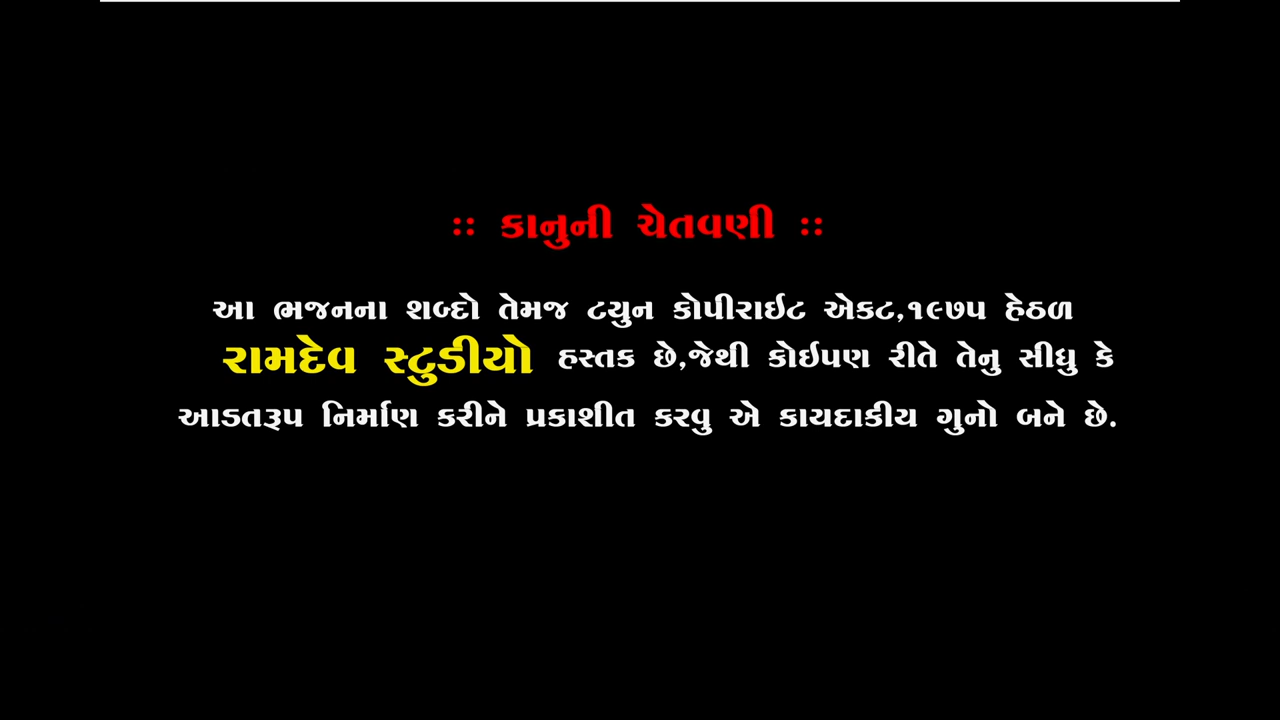 :: કાનુની ચેતવણી ::
આ ભજનના શબ્દો તેમજ ટયુન કોપીરાઈટ એકટ,૧૯૭૫ હેઠળ
રામદેવ સ્ટુડીયો હસ્તક છે,જેથી કોઈપણ રીતે તેનુ સીધુ કે
આડતરૂપ નિર્માણ કરીને પ્રકાશીત કરવુ એ કાયદાકીય ગુનો બને છે.